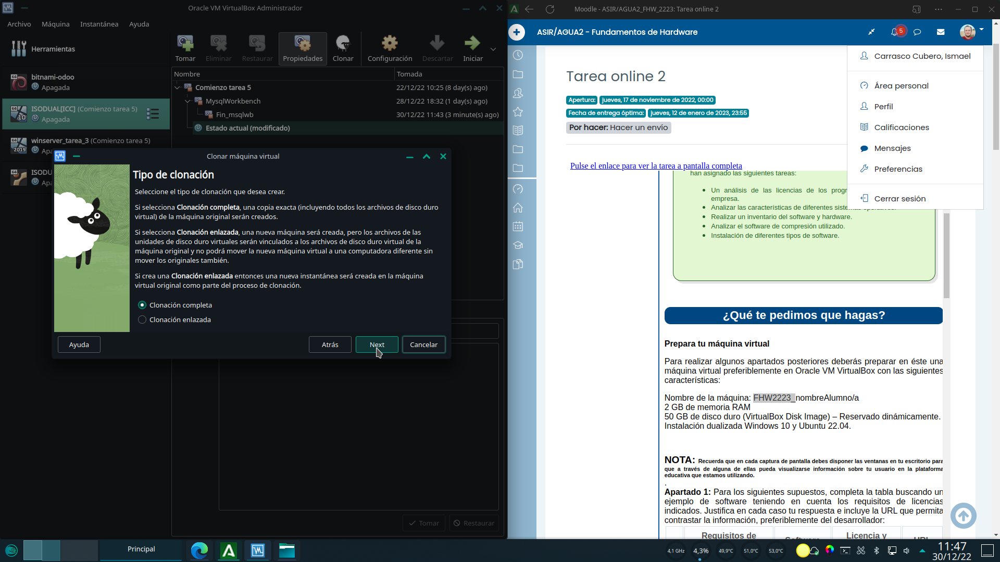 Oracle VM VirtualBox Administrador
Archivo Máquina Instantánea Ayuda
Herramientas
Tomar Eliminar Restaurar Propiedades Clonar Configuración Descartar Iniciar
bitnami-odoo
Apagada
ISODUAL[ICC] (Comienzo tarea 5)
Apagada
winserver_tarea_3 (Comienzo tarea 5)
Apa
ISODU
Apa
Nombre Tomada
Comienzo tarea 5 22/12/22 10:25 (8 day(s) ago)
MysqlWorkbench 28/12/22 18:32 (1 day(s) ago)
Fin_msqlwb 30/12/22 11:43 (3 minute(s) ago)
Estado actual (modificado)
Clonar máquina virtual
Tipo de clonación
Seleccione el tipo de clonación que desea crear.
Si selecciona Clonación completa, una copia exacta (incluyendo todos los archivos de disco duro
virtual) de la máquina original serán creados.
Si selecciona Clonación enlazada, una nueva máquina será creada, pero los archivos de las
unidades de disco duro virtuales serán vinculados a los archivos de disco duro virtual de la
máquina original y no podrá mover la nueva máquina virtual a una computadora diferente sin
mover los originales también.
Si crea una Clonación enlazada entonces una nueva instantánea será creada en la máquina
virtual original como parte del proceso de clonación.
Clonación completa
Clonación enlazada
Ayuda Atrás Next Cancelar
Tomar Restaurar
Moodle - ASIR/AGUA2_FHW_2223: Tarea online 2
ASIR/AGUA2 - Fundamentos de Hardware
5
Carrasco Cubero, Ismael
Área personal
Perfil
Calificaciones
Mensajes
Preferencias
Cerrar sesión
Tarea online 2
Apertura: jueves, 17 de noviembre de 2022, 00:00
Fecha de entrega óptima: jueves, 12 de enero de 2023, 23:55
Por hacer: Hacer un envío
Pulse el enlace para ver la tarea a pantalla completa
han asignado las siguientes tareas:
Un análisis de las licencias de los progr
empresa.
Analizar las características de diferentes sistemas operativos.
Realizar un inventario del software y hardware.
Analizar el software de compresión utilizado.
Instalación de diferentes tipos de software.
¿Qué te pedimos que hagas?
Prepara tu máquina virtual
Para realizar algunos apartados posteriores deberás preparar en éste una
máquina virtual preferiblemente en Oracle VM VirtualBox con las siguientes
características:
Nombre de la máquina: FHW2223_nombreAlumno/a
2 GB de memoria RAM
50 GB de disco duro (VirtualBox Disk Image) – Reservado dinámicamente.
Instalación dualizada Windows 10 y Ubuntu 22.04.
NOTA: Recuerda que en cada captura de pantalla debes disponer las ventanas en tu escritorio para
que a través de alguna de ellas pueda visualizarse información sobre tu usuario en la plataforma
educativa que estamos utilizando.
.
Apartado 1: Para los siguientes supuestos, completa la tabla buscando un
ejemplo de software teniendo en cuenta los requisitos de licencias
indicados. Justifica en cada caso tu respuesta e incluye la URL que permita
contrastar la información, preferiblemente del desarrollador:
Requisitos de Software Licencia y URL
Principal
4,1 GHz 4,3% 49,9°C 51,0°C 53,0°C
11:47
30/12/22